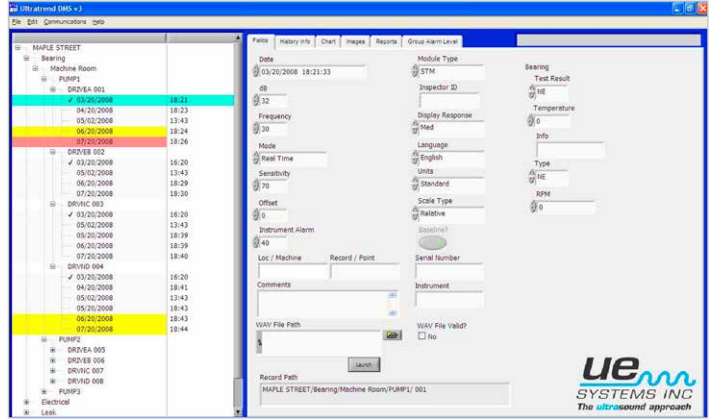 Ultratrend DMS v3
File Edit Communications Help
MAPLE STREET
Bearing
Machine Room
PUMP1
DRIVEA 001
✓ 03/20/2008 18:21
04/20/2008 18:23
05/02/2008 13:43
06/20/2008 18:24
07/20/2008 18:26
DRIVEB 002
✓ 03/20/2008 16:20
05/02/2008 13:43
06/20/2008 18:29
07/20/2008 18:30
DRVNC 003
✓ 03/20/2008 16:20
05/02/2008 13:43
05/20/2008 18:39
06/20/2008 18:39
07/20/2008 18:40
DRVND 004
✓ 03/20/2008 16:20
04/20/2008 18:41
05/02/2008 13:43
05/20/2008 18:43
06/20/2008 18:43
07/20/2008 18:44
PUMP2
DRIVEA 005
DRIVEB 006
DRVNC 007
DRVND 008
PUMP3
Electrical
Leak
Fields History Info Chart Images Reports Group Alarm Level
Date
03/20/2008 18:21:33
dB
32
Frequency
30
Mode
Real Time
Sensitivity
70
Offset
0
Instrument Alarm
40
Loc / Machine Record / Point
Comments
WAV File Path
Launch
Record Path
MAPLE STREET/Bearing/Machine Room/PUMP1/ 001
Module Type
STM
Inspector ID
Display Response
Med
Language
English
Units
Standard
Scale Type
Relative
Baseline?
Serial Number
Instrument
WAV File Valid?
No
Bearing
Test Result
NE
Temperature
0
Info
Type
NE
RPM
0
ue
SYSTEMS INC
The ultrasound approach